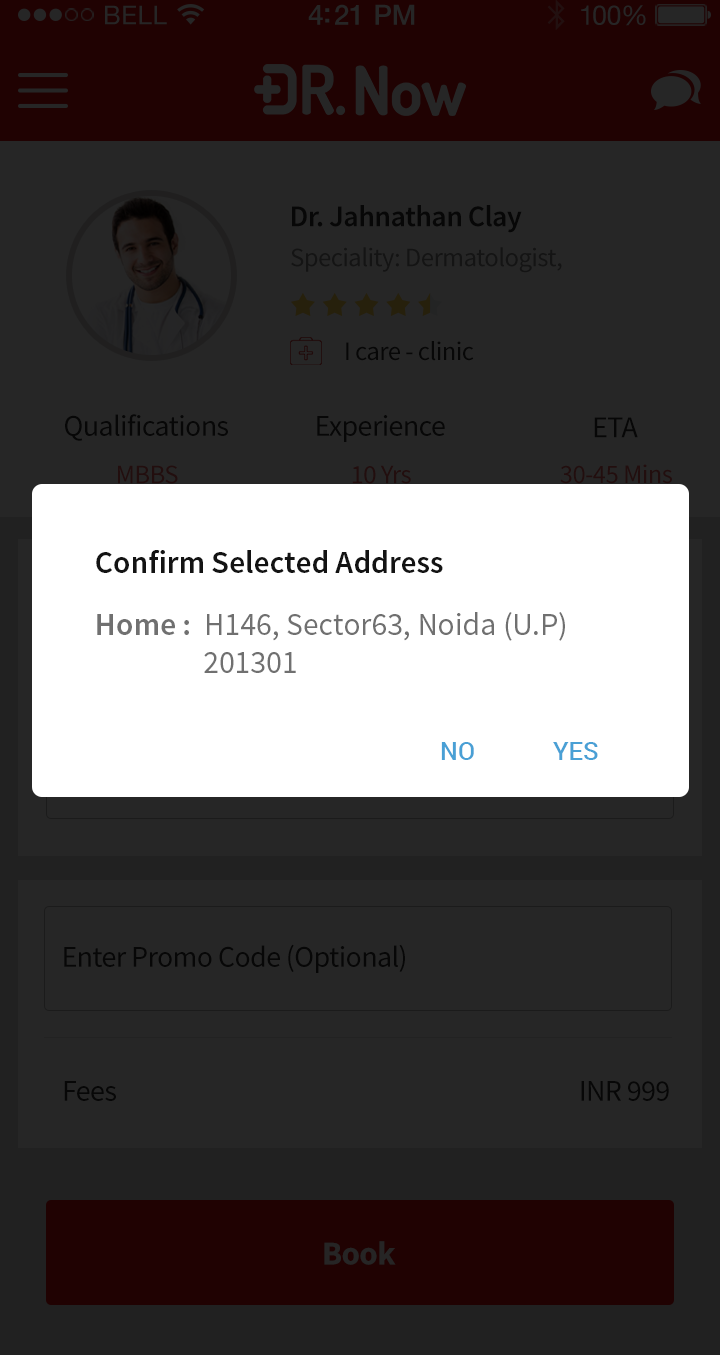 BELL 4:21 PM 100%
DR. Now
Dr. Jahnathan Clay
Speciality: Dermatologist,
I care - clinic
Qualifications Experience ETA
MBBS 10 Yrs 30-45 Mins
Confirm Selected Address
Home : H146, Sector63, Noida (U.P)
201301
NO YES
Enter Promo Code (Optional)
Fees INR 999
Book